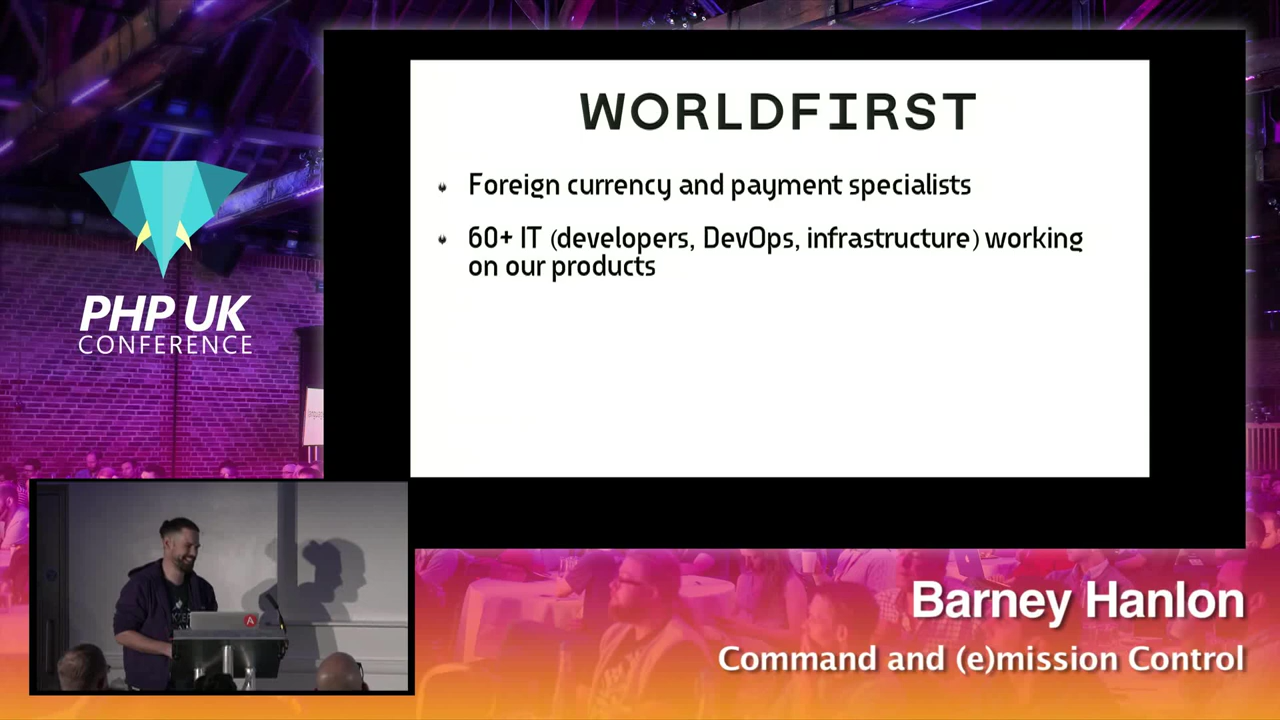 WORLDFIRST
Foreign currency and payment specialists
60+ IT (developers, DevOps, infrastructure) working
on our products
PHP UK
CONFERENCE
A
Barney Hanlon
Command and (e)mission Control